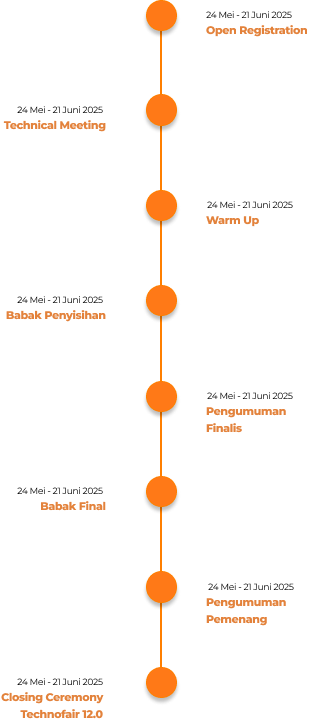 24 Mei - 21 Juni 2025
Open Registration
24 Mei - 21 Juni 2025
Technical Meeting
24 Mei - 21 Juni 2025
Warm Up
24 Mei - 21 Juni 2025
Babak Penyisihan
24 Mei - 21 Juni 2025
Pengumuman
Finalis
24 Mei - 21 Juni 2025
Babak Final
24 Mei - 21 Juni 2025
Pengumuman
Pemenang
24 Mei - 21 Juni 2025
Closing Ceremony
Technofair 12.0